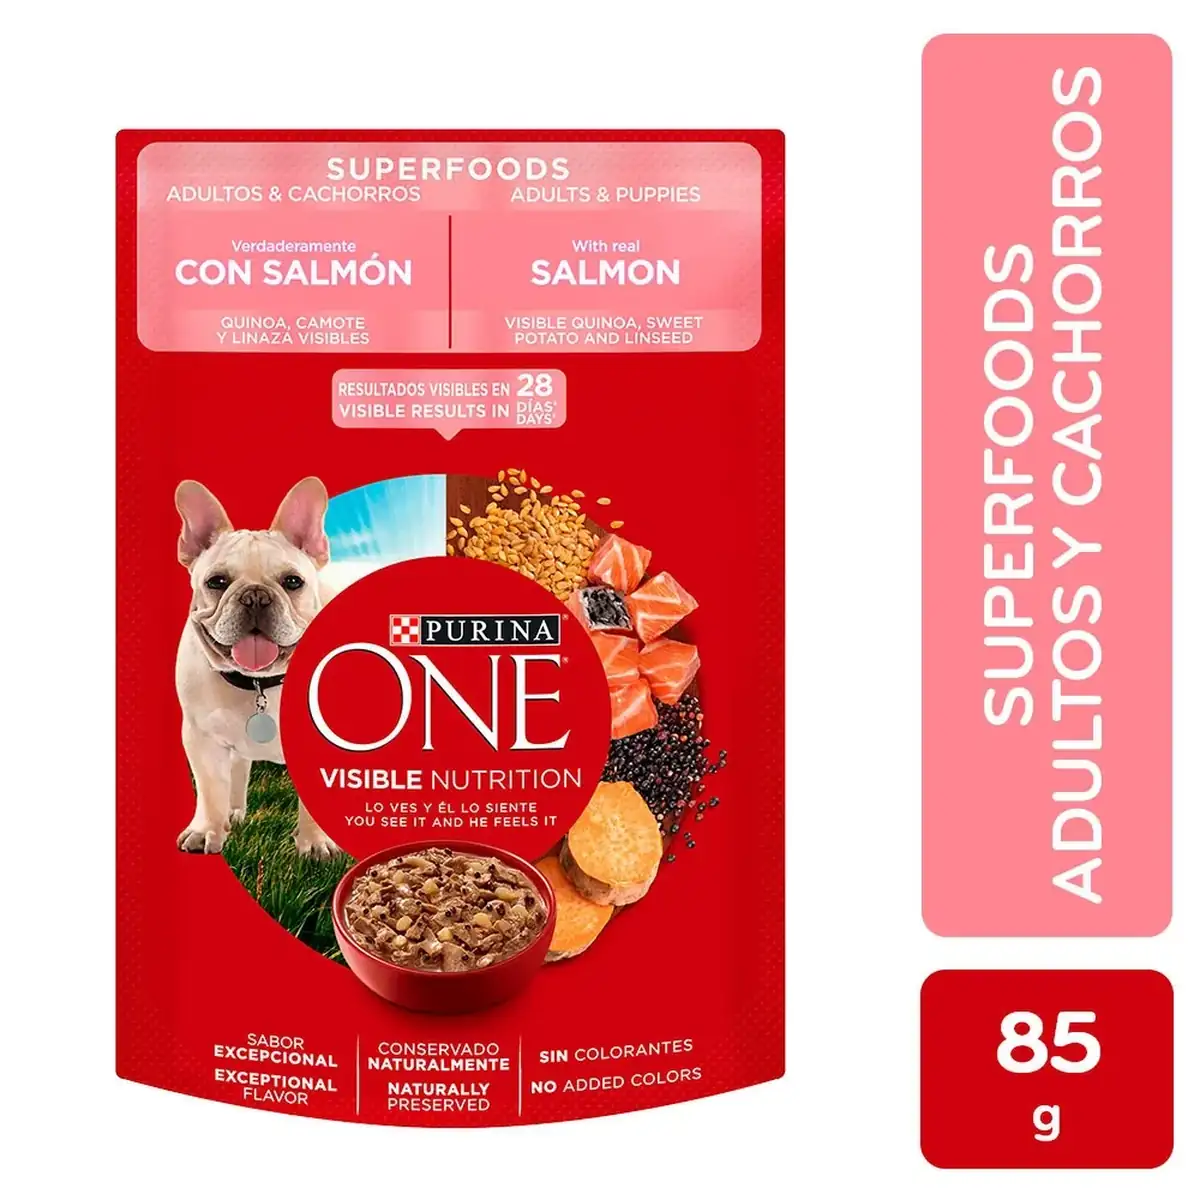 SUPERFOODS
ADULTOS & CACHORROS
ADULTS & PUPPIES
Verdaderamente
CON SALMÓN
QUINOA, CAMOTE
Y LINAZA VISIBLES
With real
SALMON
VISIBLE QUINOA, SWEET
POTATO AND LINSEED
RESULTADOS VISIBLES EN 28 DÍAS*
VISIBLE RESULTS IN DAYS*
PURINA®
ONE®
VISIBLE NUTRITION
LO VES Y ÉL LO SIENTE
YOU SEE IT AND HE FEELS IT
SABOR
EXCEPCIONAL
EXCEPTIONAL
FLAVOR
CONSERVADO
NATURALMENTE
NATURALLY
PRESERVED
SIN COLORANTES
NO ADDED COLORS
SUPERFOODS
ADULTOS Y CACHORROS
85
g